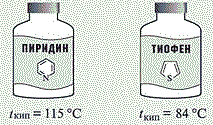 ПИРИДИН
N
tкип = 115 °C
ТИОФЕН
S
tкип = 84 °C